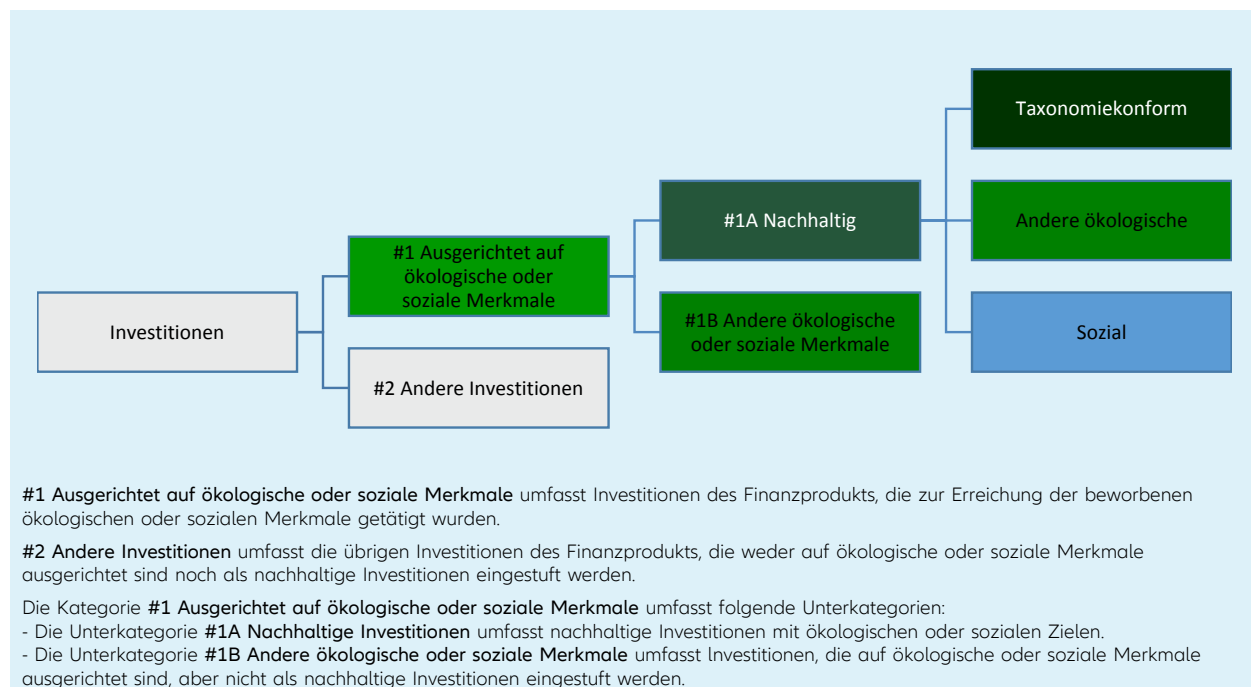 Taxonomiekonform
#1A Nachhaltig
Andere ökologische
#1 Ausgerichtet auf
ökologische oder
soziale Merkmale
Investitionen
#1B Andere ökologische
oder soziale Merkmale
Sozial
#2 Andere Investitionen
#1 Ausgerichtet auf ökologische oder soziale Merkmale umfasst Investitionen des Finanzprodukts, die zur Erreichung der beworbenen
ökologischen oder sozialen Merkmale getätigt wurden.
#2 Andere Investitionen umfasst die übrigen Investitionen des Finanzprodukts, die weder auf ökologische oder soziale Merkmale
ausgerichtet sind noch als nachhaltige Investitionen eingestuft werden.
Die Kategorie #1 Ausgerichtet auf ökologische oder soziale Merkmale umfasst folgende Unterkategorien:
- Die Unterkategorie #1A Nachhaltige Investitionen umfasst nachhaltige Investitionen mit ökologischen oder sozialen Zielen.
- Die Unterkategorie #1B Andere ökologische oder soziale Merkmale umfasst Investitionen, die auf ökologische oder soziale Merkmale
ausgerichtet sind, aber nicht als nachhaltige Investitionen eingestuft werden.